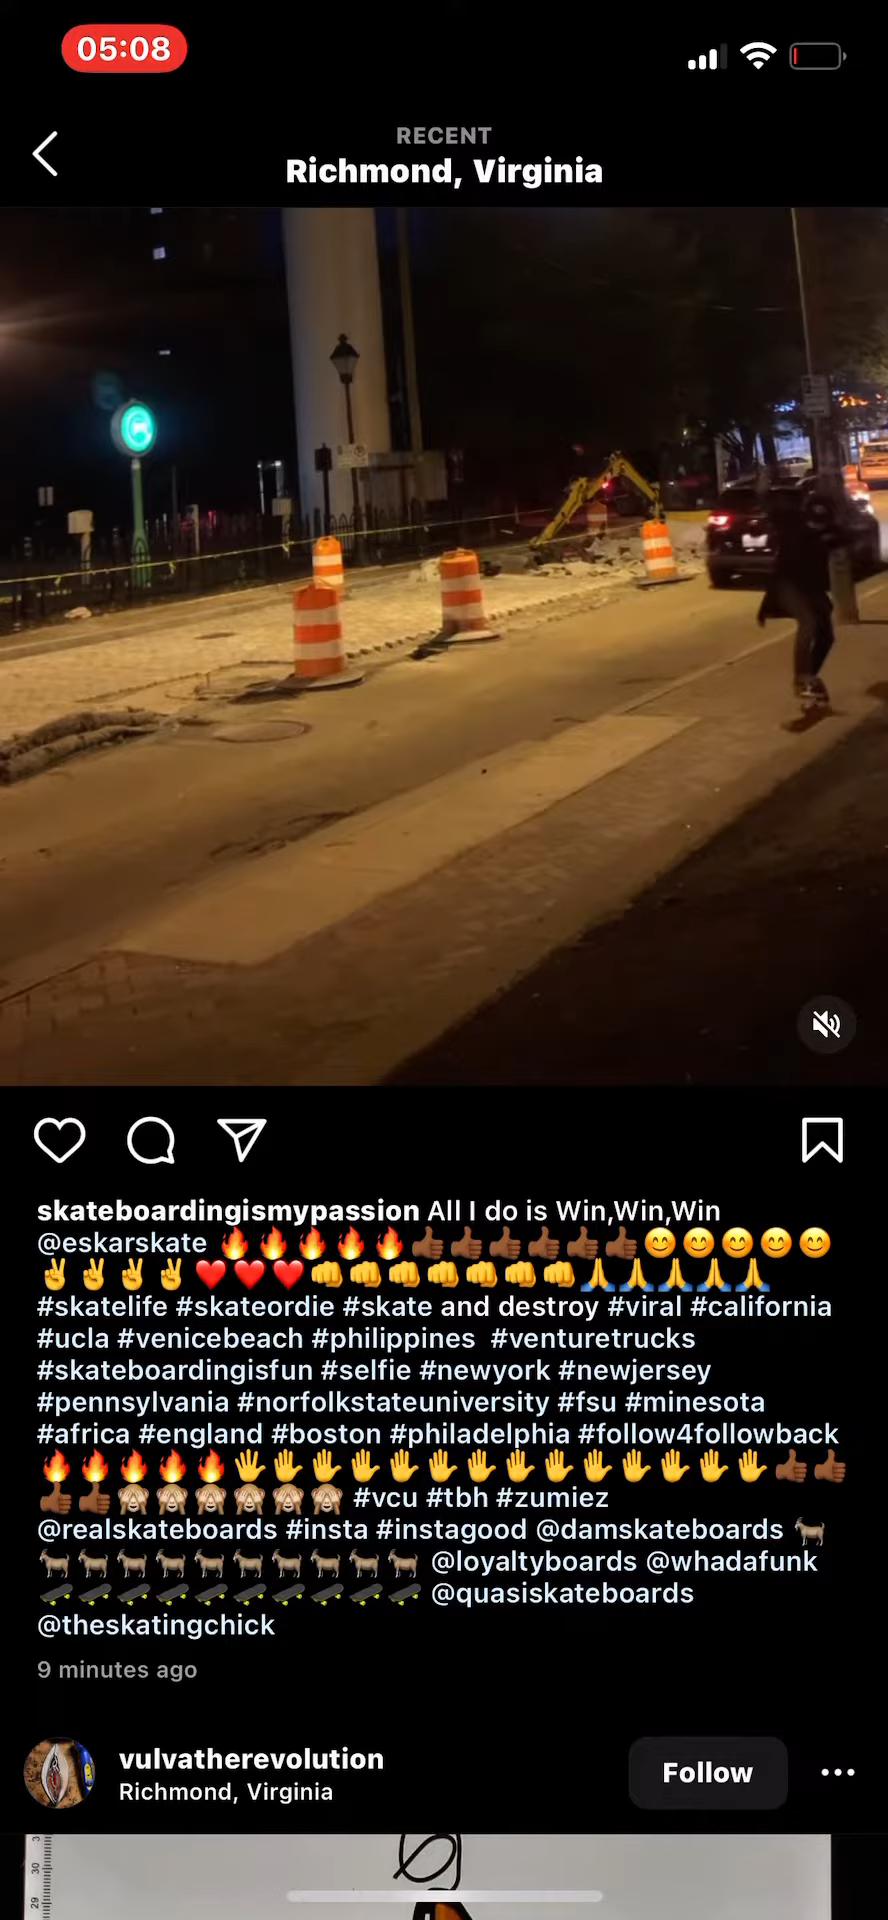 05:08
RECENT
Richmond, Virginia
skateboardingismypassion All I do is Win,Win,Win
@eskarskate 🔥🔥🔥🔥🔥👍🏾👍🏾👍🏾👍🏾👍🏾👍🏾😊😊😊😊😊
✌️✌️✌️✌️❤️❤️❤️👊👊👊👊👊👊👊🙏🙏🙏🙏🙏
#skatelife #skateordie #skate and destroy #viral #california
#ucla #venicebeach #philippines #venturetrucks
#skateboardingisfun #selfie #newyork #newjersey
#pennsylvania #norfolkstateuniversity #fsu #minesota
#africa #england #boston #philadelphia #follow4followback
🔥🔥🔥🔥🔥👋🤚🤚🤚🤚🤚🤚🤚🤚🤚🤚🤚🤚🤚👍🏾👍🏾
👍🏾👍🏾🙈🙈🙈🙈🙈🙈 #vcu #tbh #zumiez
@realskateboards #insta #instagood @damskateboards 🐐
🐐🐐🐐🐐🐐🐐🐐🐐🐐🐐 @loyaltyboards @whadafunk
🛹🛹🛹🛹🛹🛹🛹🛹🛹🛹 @quasiskateboards
@theskatingchick
9 minutes ago
vulvatherevolution
Richmond, Virginia
Follow
30
29